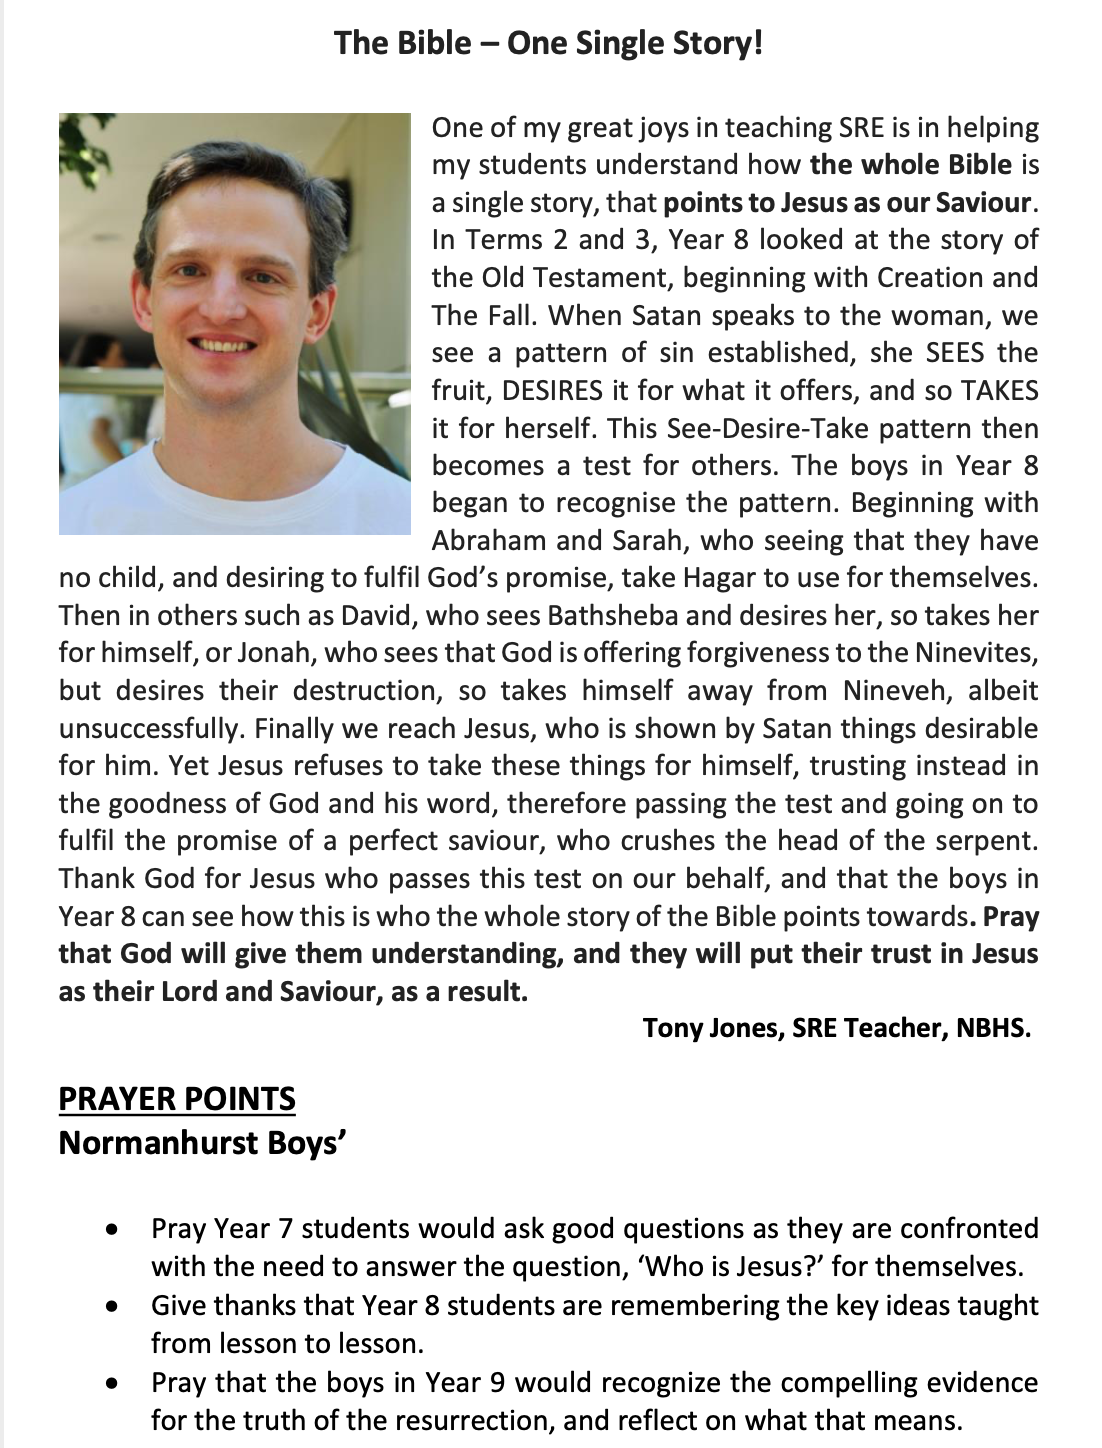 The Bible – One Single Story!
One of my great joys in teaching SRE is in helping
my students understand how the whole Bible is
a single story, that points to Jesus as our Saviour.
In Terms 2 and 3, Year 8 looked at the story of
the Old Testament, beginning with Creation and
The Fall. When Satan speaks to the woman, we
see a pattern of sin established, she SEES the
fruit, DESIRES it for what it offers, and so TAKES
it for herself. This See-Desire-Take pattern then
becomes a test for others. The boys in Year 8
began to recognise the pattern. Beginning with
Abraham and Sarah, who seeing that they have
no child, and desiring to fulfil God’s promise, take Hagar to use for themselves.
Then in others such as David, who sees Bathsheba and desires her, so takes her
for himself, or Jonah, who sees that God is offering forgiveness to the Ninevites,
but desires their destruction, so takes himself away from Nineveh, albeit
unsuccessfully. Finally we reach Jesus, who is shown by Satan things desirable
for him. Yet Jesus refuses to take these things for himself, trusting instead in
the goodness of God and his word, therefore passing the test and going on to
fulfil the promise of a perfect saviour, who crushes the head of the serpent.
Thank God for Jesus who passes this test on our behalf, and that the boys in
Year 8 can see how this is who the whole story of the Bible points towards. Pray
that God will give them understanding, and they will put their trust in Jesus
as their Lord and Saviour, as a result.
Tony Jones, SRE Teacher, NBHS.
PRAYER POINTS
Normanhurst Boys’
• Pray Year 7 students would ask good questions as they are confronted
with the need to answer the question, ‘Who is Jesus?’ for themselves.
• Give thanks that Year 8 students are remembering the key ideas taught
from lesson to lesson.
• Pray that the boys in Year 9 would recognize the compelling evidence
for the truth of the resurrection, and reflect on what that means.